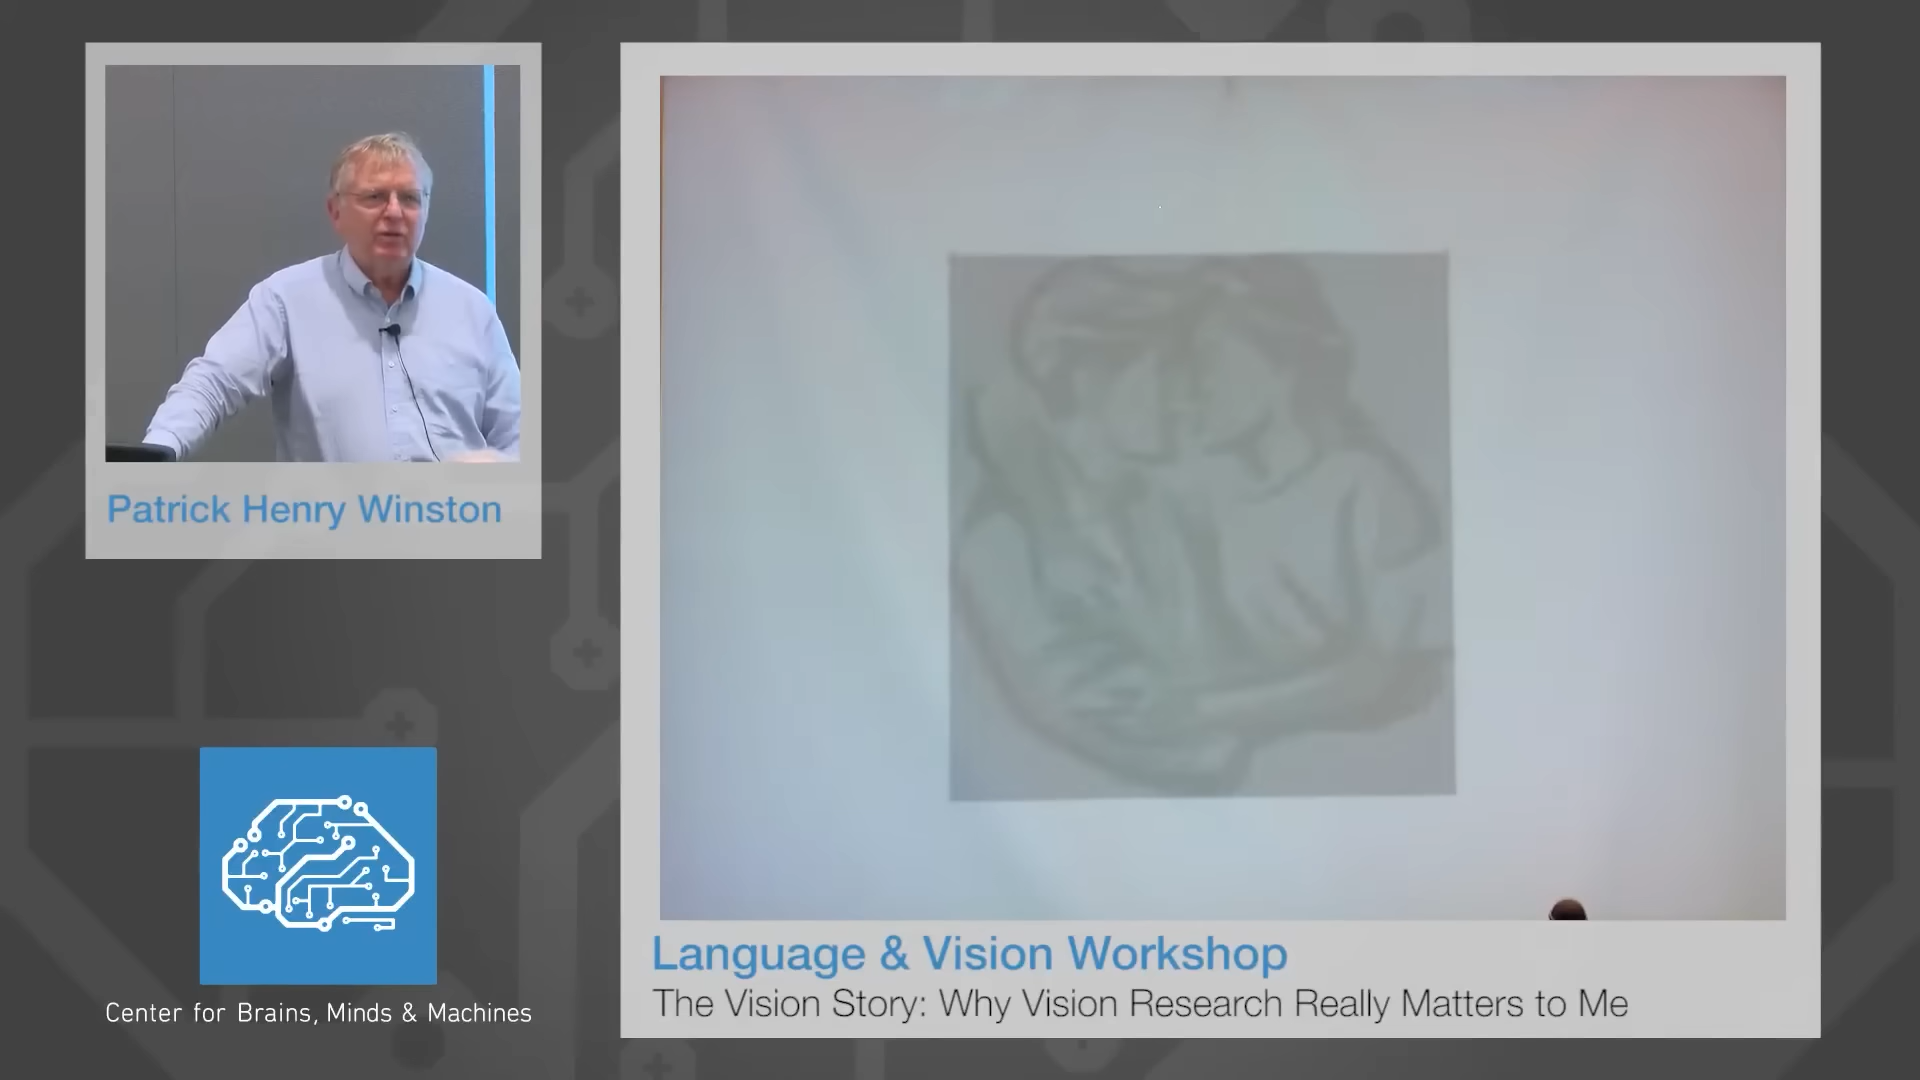 Patrick Henry Winston
Center for Brains, Minds & Machines
Language & Vision Workshop
The Vision Story: Why Vision Research Really Matters to Me